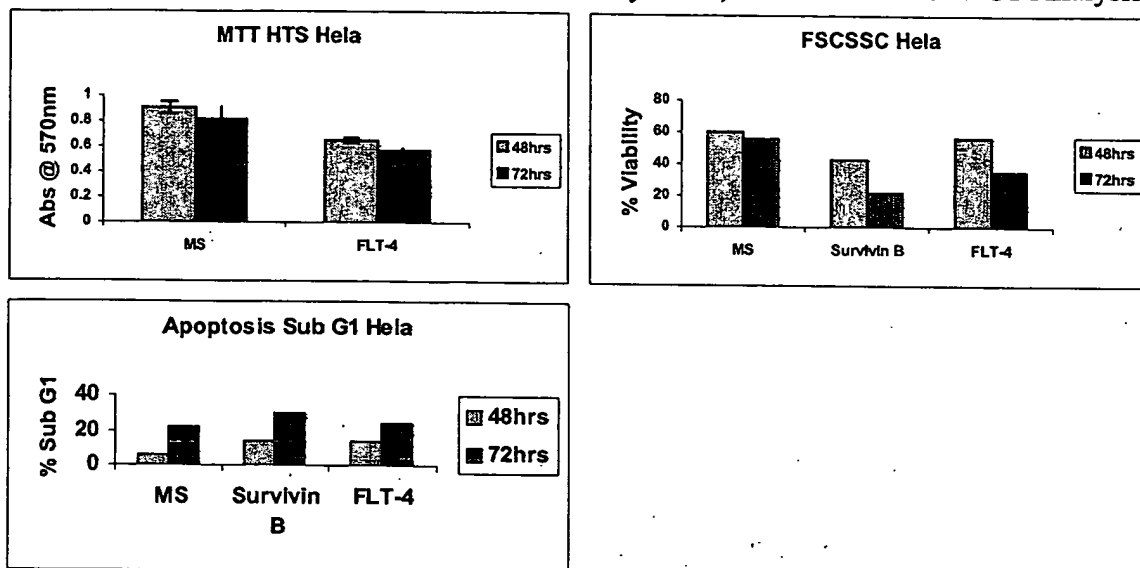 MTT HTS Hela
Abs @ 570nm
1
0.8
0.6
0.4
0.2
0
MS
FLT-4
48hrs
72hrs
FSCSSC Hela
% Viability
80
60
40
20
0
MS
Survivin B
FLT-4
48hrs
72hrs
Apoptosis Sub G1 Hela
% Sub G1
40
20
0
MS
Survivin
B
FLT-4
48hrs
72hrs